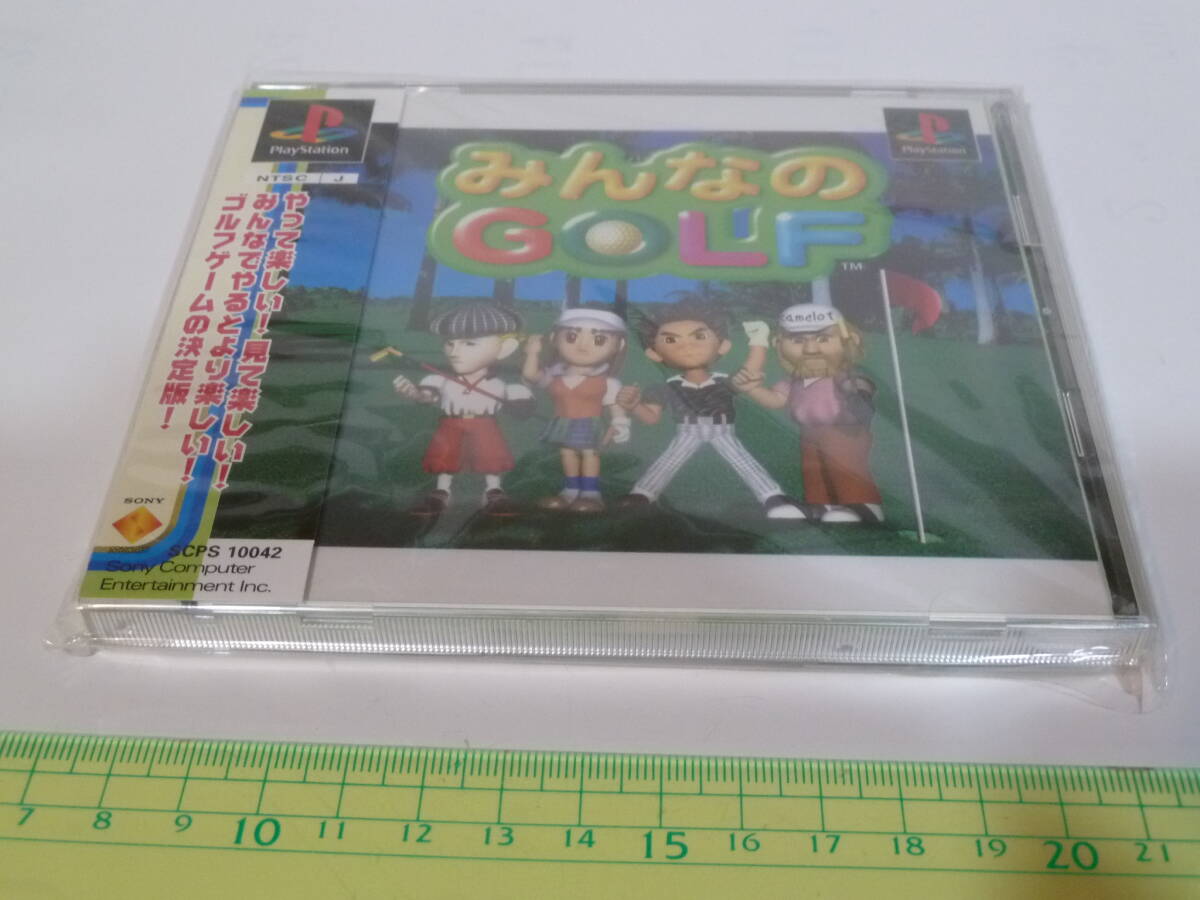 PlayStation
NTSC J
やって楽しい！見て楽しい！
みんなでやるとより楽しい！
ゴルフゲームの決定版！
SONY
SCPS 10042
Sony Computer
Entertainment Inc.
PlayStation
みんなの
GOLF
TM
camelot
7 8 9 10 11 12 13 14 15 16 17 18 19 20 21